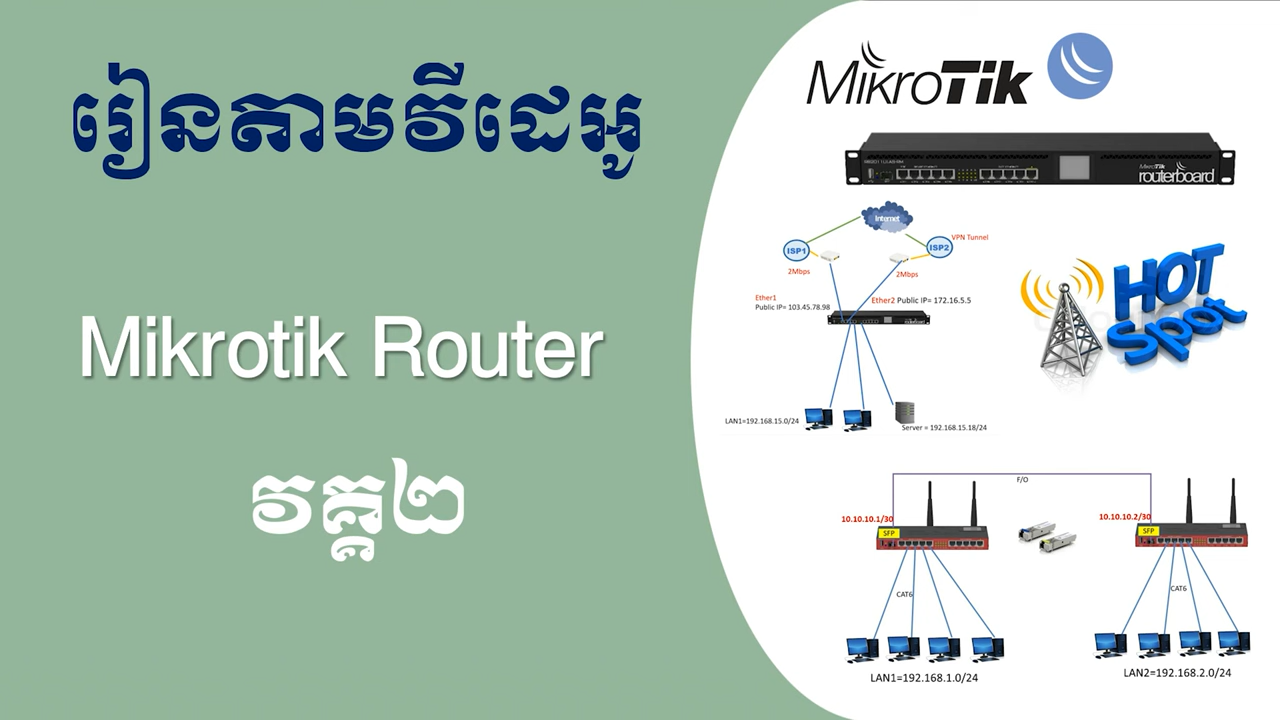 រៀនតាមវីដេអូ
Mikrotik Router
វគ្គ២
MikroTik
MikroTik
routerboard
Internet
ISP1
ISP2
VPN Tunnel
2Mbps
2Mbps
Ether1
Public IP= 103.45.78.98
Ether2 Public IP= 172.16.5.5
LAN1=192.168.15.0/24
Server = 192.168.15.18/24
HOT
Spot
F/O
10.10.10.1/30
10.10.10.2/30
SFP
SFP
CAT6
CAT6
LAN1=192.168.1.0/24
LAN2=192.168.2.0/24